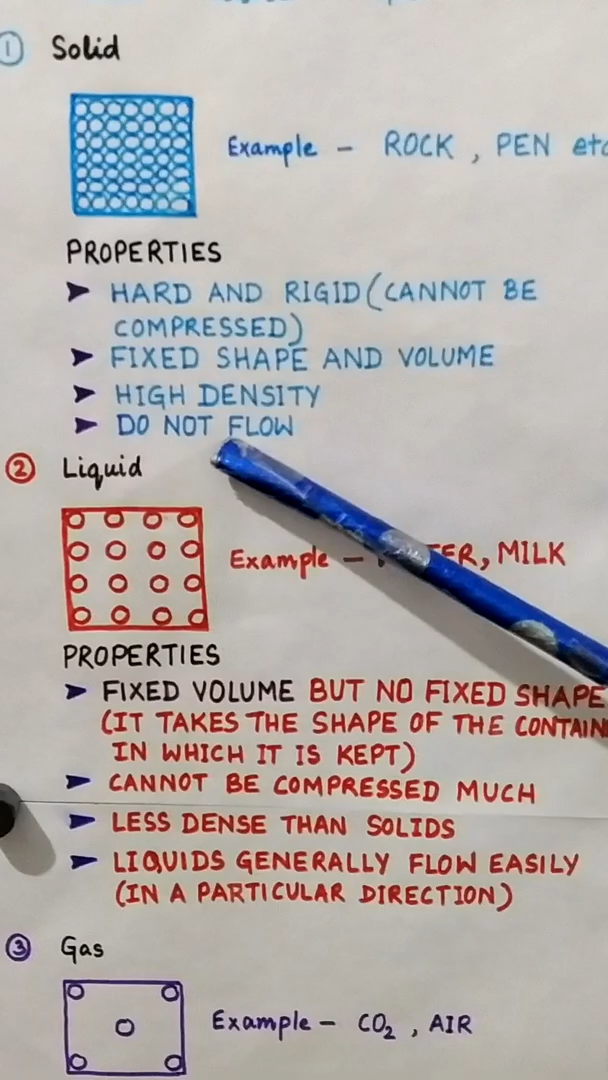 ① Solid
Example - ROCK, PEN etc
PROPERTIES
➤ HARD AND RIGID (CANNOT BE
COMPRESSED)
➤ FIXED SHAPE AND VOLUME
➤ HIGH DENSITY
➤ DO NOT FLOW
② Liquid
Example - MILK
PROPERTIES
➤ FIXED VOLUME BUT NO FIXED SHAPE
(IT TAKES THE SHAPE OF THE CONTAIN
IN WHICH IT IS KEPT)
➤ CANNOT BE COMPRESSED MUCH
➤ LESS DENSE THAN SOLIDS
➤ LIQUIDS GENERALLY FLOW EASILY
(IN A PARTICULAR DIRECTION)
③ Gas
Example - CO₂, AIR